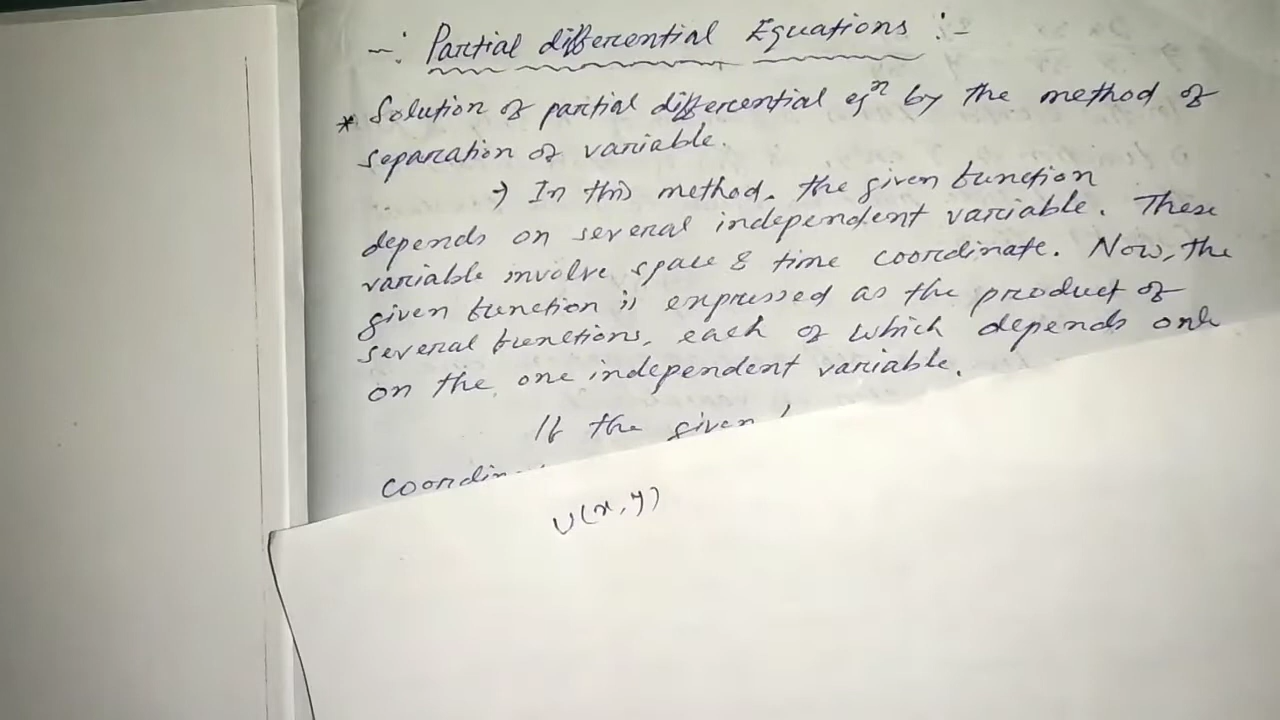 -: Partial differential Equations :-
* Solution of partial differential eqⁿ by the method of
separation of variable.
→ In this method, the given function
depends on several independent variable. These
variable involve space & time coordinate. Now, the
given function is expressed as the product of
several functions, each of which depends only
on the one independent variable.
If the given
coordin
U(x,y)